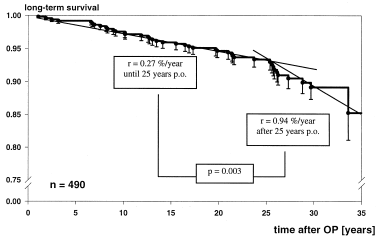 long-term survival
1.00
0.95
0.90
0.85
0.80
0.75
0.00
r = 0.27 %/year
until 25 years p.o.
r = 0.94 %/year
after 25 years p.o.
p = 0.003
n = 490
0 5 10 15 20 25 30 35
time after OP [years]